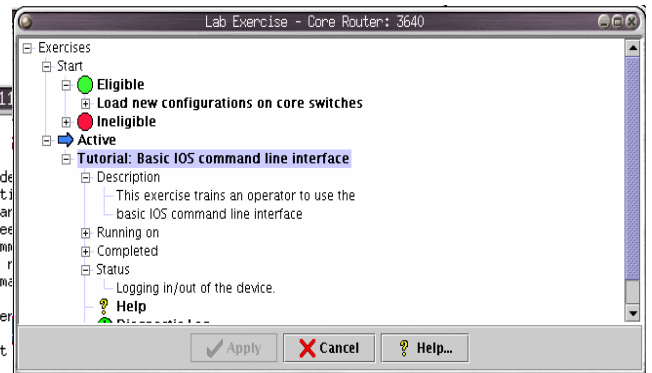 Lab Exercise - Core Router: 3640
Exercises
Start
Eligible
Load new configurations on core switches
Ineligible
Active
Tutorial: Basic IOS command line interface
Description
This exercise trains an operator to use the
basic IOS command line interface
Running on
Completed
Status
Logging in/out of the device.
Help
Apply
Cancel
Help...